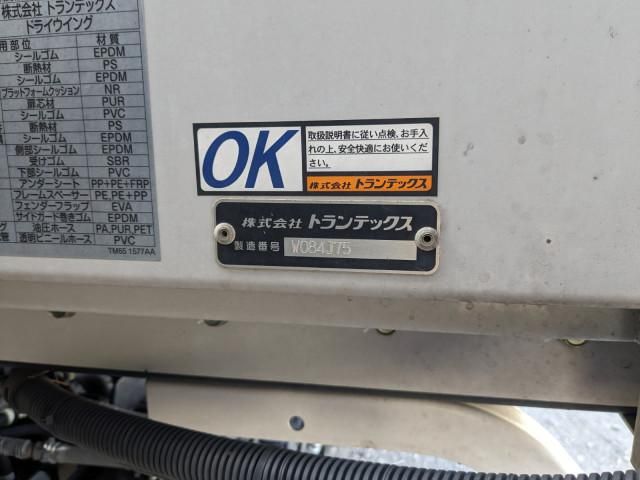 株式会社 トランテックス
ドライウイング
用部位 材質
シールゴム EPDM
断熱材 PS
シールゴム EPDM
プラットフォームクッション NR
扉芯材 PUR
シールゴム PVC
断熱材 PS
シールゴム EPDM
側部シールゴム EPDM
受けゴム SBR
下部シールゴム PVC
アンダーシート PP+PE+FRP
フレームスペーサー PE,PE+PP
フェンダーフラップ EVA
サイドガード巻きゴム EPDM
油圧ホース PA,PUR,PET
透明ビニールホース PVC
TM65 1577AA
OK
取扱説明書に従い点検、お手入
れの上、安全快適にお使いくだ
さい。
株式会社 トランテックス
株式会社 トランテックス
製造番号 W084J75